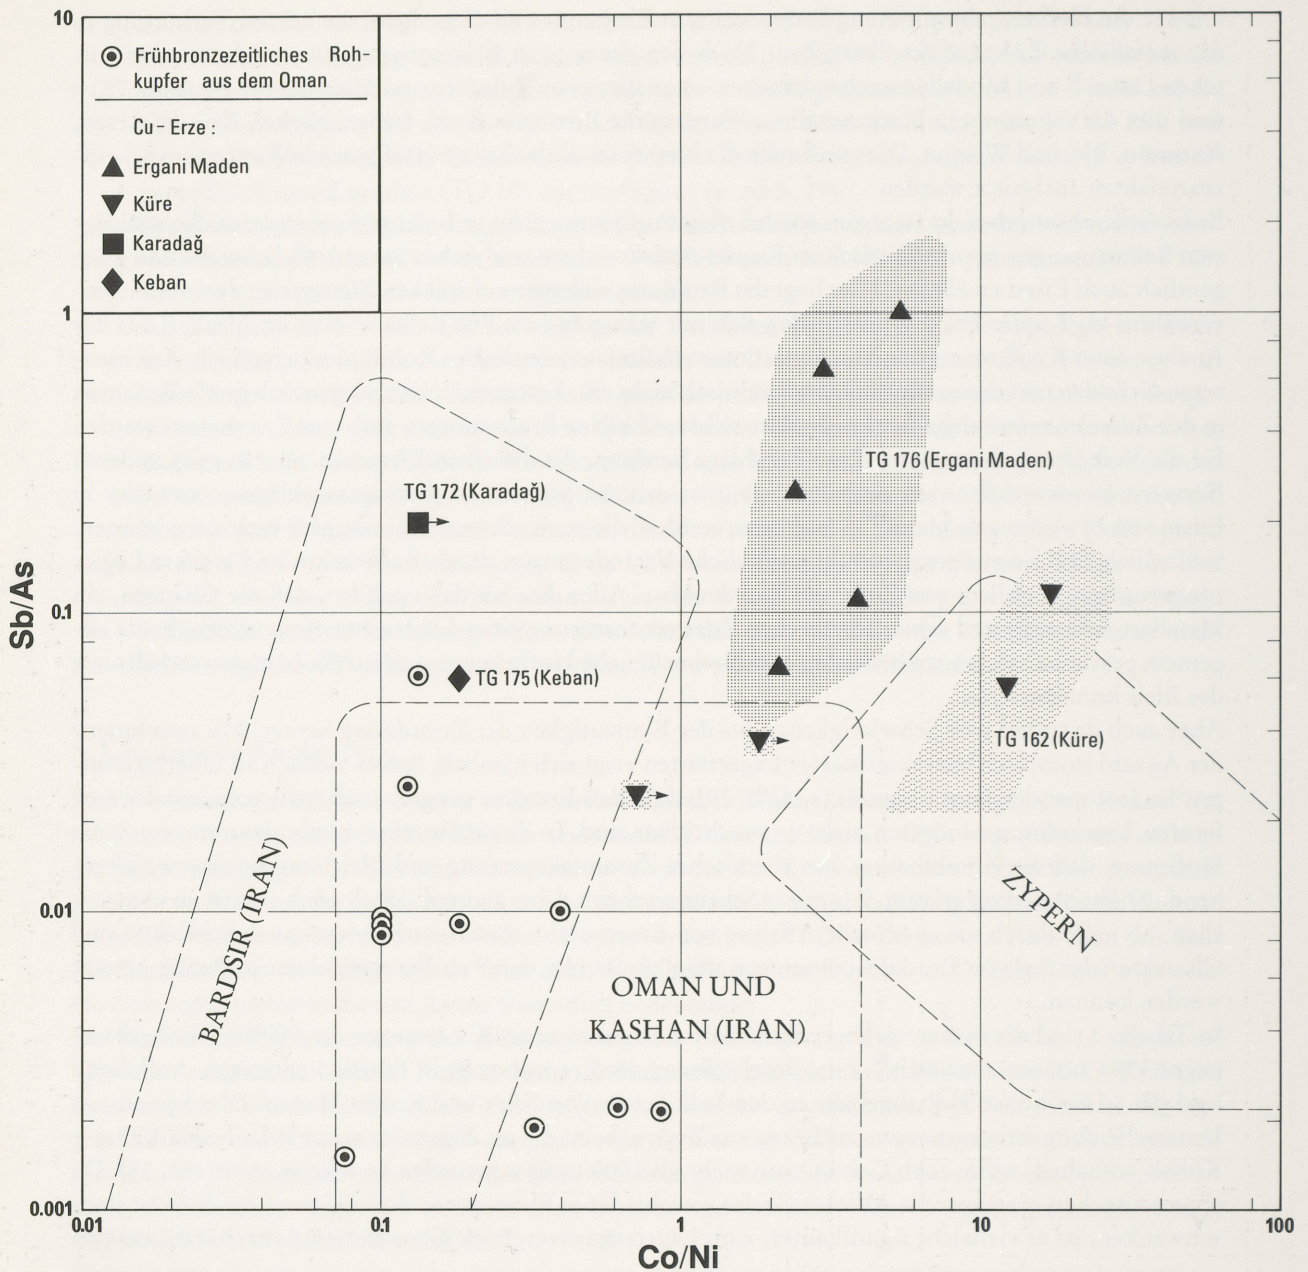 10
Frühbronzezeitliches Roh-
kupfer aus dem Oman
Cu-Erze :
Ergani Maden
Küre
Karadağ
Keban
1
TG 176 (Ergani Maden)
TG 172 (Karadağ)
Sb/As
0.1
TG 175 (Keban)
TG 162 (Küre)
BARDSIR (IRAN)
ZYPERN
0.01
OMAN UND
KASHAN (IRAN)
0.001
0.01
0.1
1
10
100
Co/Ni